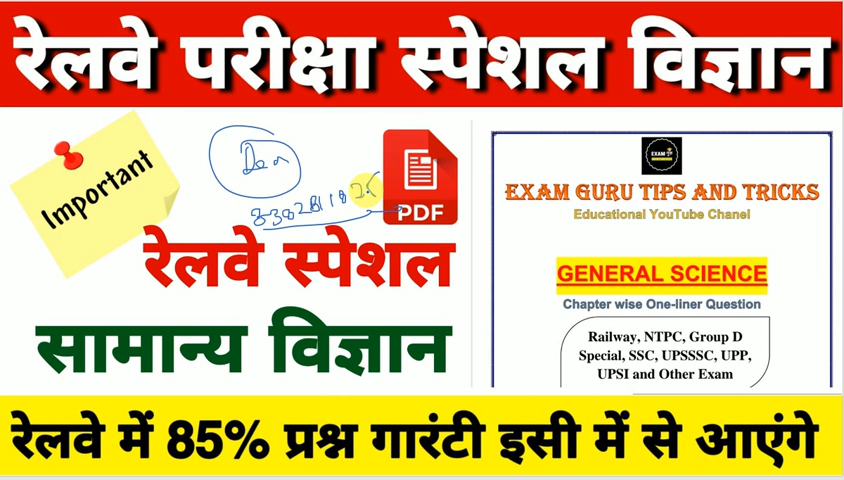 रेलवे परीक्षा स्पेशल विज्ञान
Important
PDF
रेलवे स्पेशल
सामान्य विज्ञान
EXAM
EXAM GURU TIPS AND TRICKS
Educational YouTube Chanel
GENERAL SCIENCE
Chapter wise One-liner Question
Railway, NTPC, Group D
Special, SSC, UPSSSC, UPP,
UPSI and Other Exam
रेलवे में 85% प्रश्न गारंटी इसी में से आएंगे